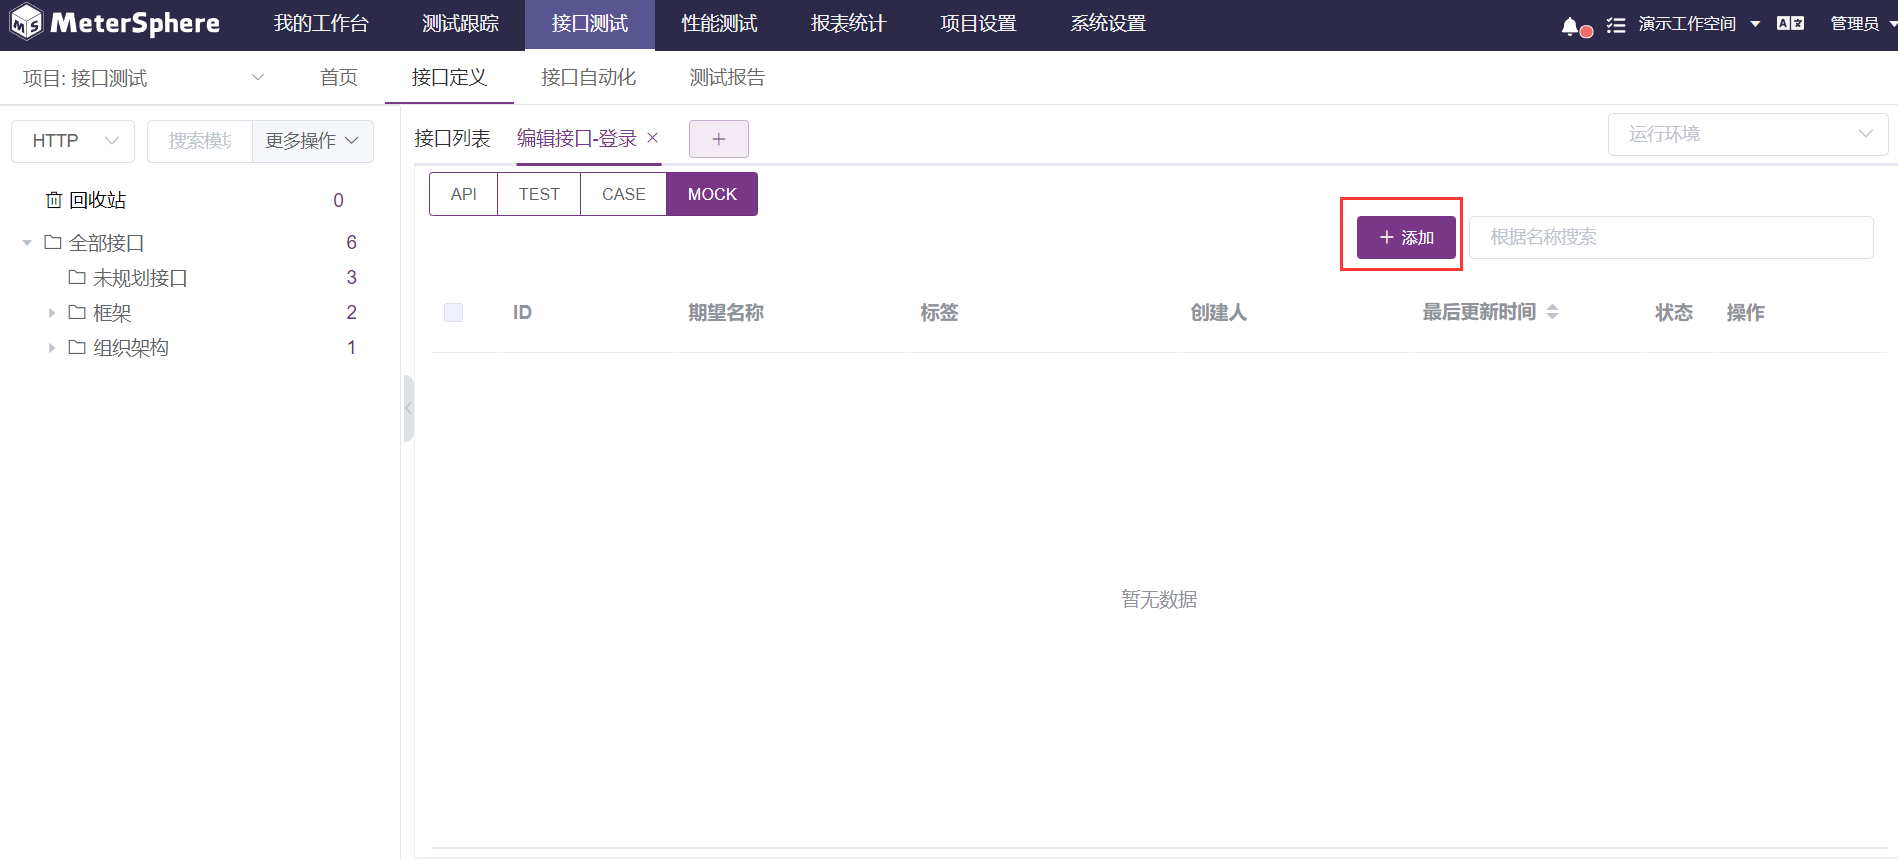 MeterSphere 我的工作台 测试跟踪 接口测试 性能测试 报表统计 项目设置 系统设置 演示工作空间 管理员
项目: 接口测试 首页 接口定义 接口自动化 测试报告
HTTP 搜索模块 更多操作 接口列表 编辑接口-登录 × + 运行环境
API TEST CASE MOCK
回收站 0
+ 添加 根据名称搜索
全部接口 6
未规划接口 3
框架 2
组织架构 1
ID 期望名称 标签 创建人 最后更新时间 状态 操作
暂无数据